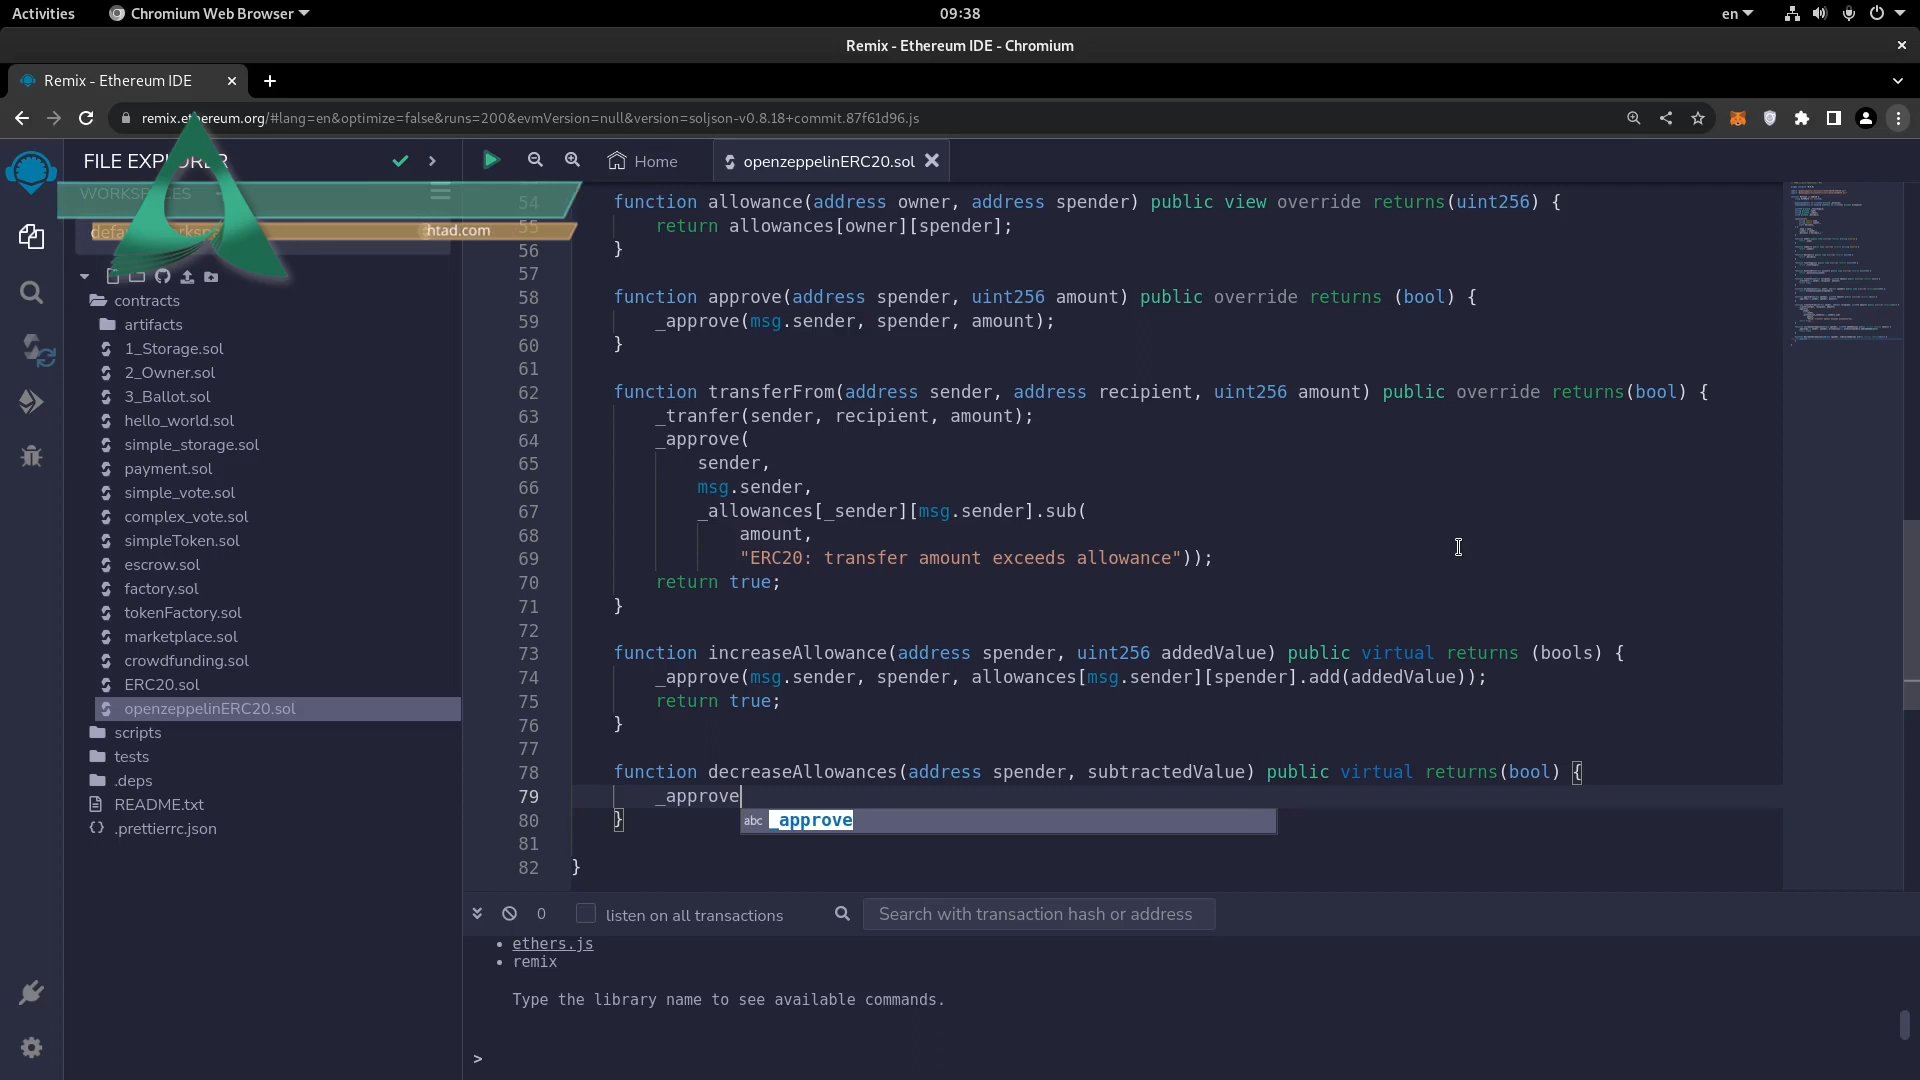 Activities
Chromium Web Browser
09:38
en
Remix - Ethereum IDE - Chromium
Remix - Ethereum IDE
remix.ethereum.org/#lang=en&optimize=false&runs=200&evmVersion=null&version=soljson-v0.8.18+commit.87f61d96.js
FILE EXPLORER
Home
openzeppelinERC20.sol
WORKSPACES
htad.com
contracts
artifacts
1_Storage.sol
2_Owner.sol
3_Ballot.sol
hello_world.sol
simple_storage.sol
payment.sol
simple_vote.sol
complex_vote.sol
simpleToken.sol
escrow.sol
factory.sol
tokenFactory.sol
marketplace.sol
crowdfunding.sol
ERC20.sol
openzeppelinERC20.sol
scripts
tests
.deps
README.txt
.prettierrc.json
54 function allowance(address owner, address spender) public view override returns(uint256) {
55 return allowances[owner][spender];
56 }
57
58 function approve(address spender, uint256 amount) public override returns (bool) {
59 _approve(msg.sender, spender, amount);
60 }
61
62 function transferFrom(address sender, address recipient, uint256 amount) public override returns(bool) {
63 _tranfer(sender, recipient, amount);
64 _approve(
65 sender,
66 msg.sender,
67 _allowances[_sender][msg.sender].sub(
68 amount,
69 "ERC20: transfer amount exceeds allowance"));
70 return true;
71 }
72
73 function increaseAllowance(address spender, uint256 addedValue) public virtual returns (bools) {
74 _approve(msg.sender, spender, allowances[msg.sender][spender].add(addedValue));
75 return true;
76 }
77
78 function decreaseAllowances(address spender, subtractedValue) public virtual returns(bool) {
79 _approve
80 }
abc _approve
81
82 }
0
listen on all transactions
Search with transaction hash or address
• ethers.js
• remix
Type the library name to see available commands.
>